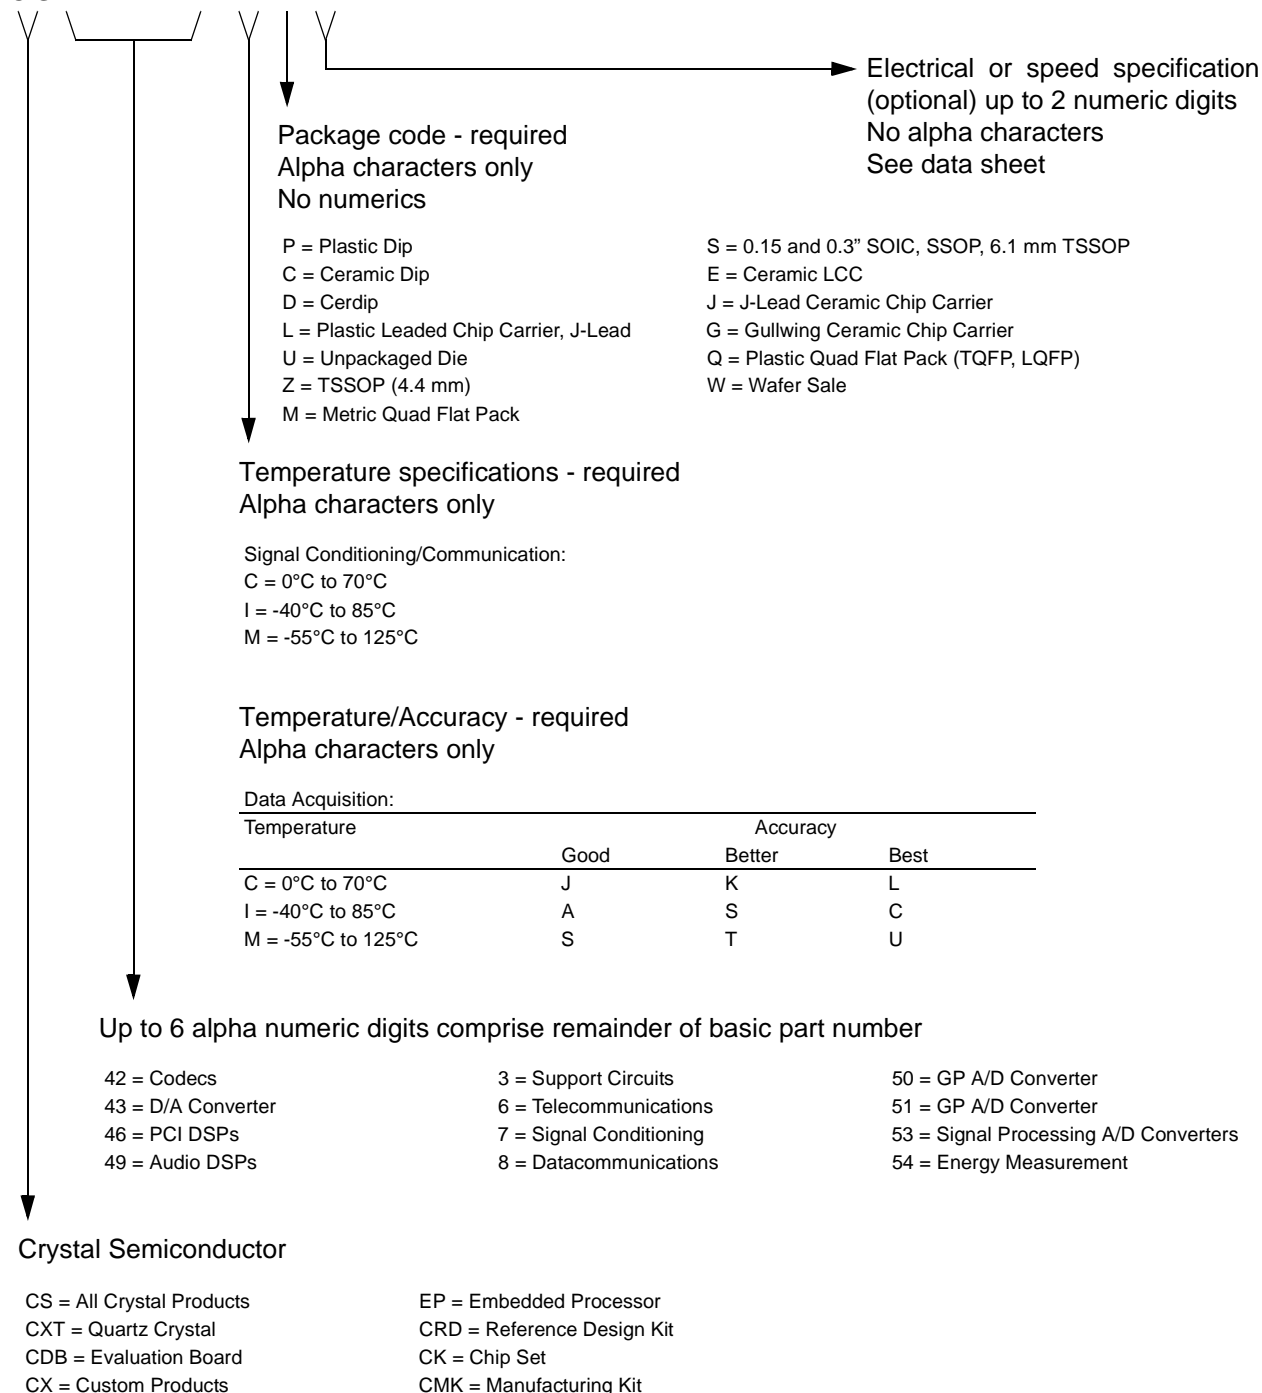 Electrical or speed specification
(optional) up to 2 numeric digits
No alpha characters
See data sheet
Package code - required
Alpha characters only
No numerics
P = Plastic Dip
C = Ceramic Dip
D = Cerdip
L = Plastic Leaded Chip Carrier, J-Lead
U = Unpackaged Die
Z = TSSOP (4.4 mm)
M = Metric Quad Flat Pack
S = 0.15 and 0.3” SOIC, SSOP, 6.1 mm TSSOP
E = Ceramic LCC
J = J-Lead Ceramic Chip Carrier
G = Gullwing Ceramic Chip Carrier
Q = Plastic Quad Flat Pack (TQFP, LQFP)
W = Wafer Sale
Temperature specifications - required
Alpha characters only
Signal Conditioning/Communication:
C = 0°C to 70°C
I = -40°C to 85°C
M = -55°C to 125°C
Temperature/Accuracy - required
Alpha characters only
Data Acquisition:
Temperature Accuracy
Good Better Best
C = 0°C to 70°C J K L
I = -40°C to 85°C A S C
M = -55°C to 125°C S T U
Up to 6 alpha numeric digits comprise remainder of basic part number
42 = Codecs
43 = D/A Converter
46 = PCI DSPs
49 = Audio DSPs
3 = Support Circuits
6 = Telecommunications
7 = Signal Conditioning
8 = Datacommunications
50 = GP A/D Converter
51 = GP A/D Converter
53 = Signal Processing A/D Converters
54 = Energy Measurement
Crystal Semiconductor
CS = All Crystal Products
CXT = Quartz Crystal
CDB = Evaluation Board
CX = Custom Products
EP = Embedded Processor
CRD = Reference Design Kit
CK = Chip Set
CMK = Manufacturing Kit